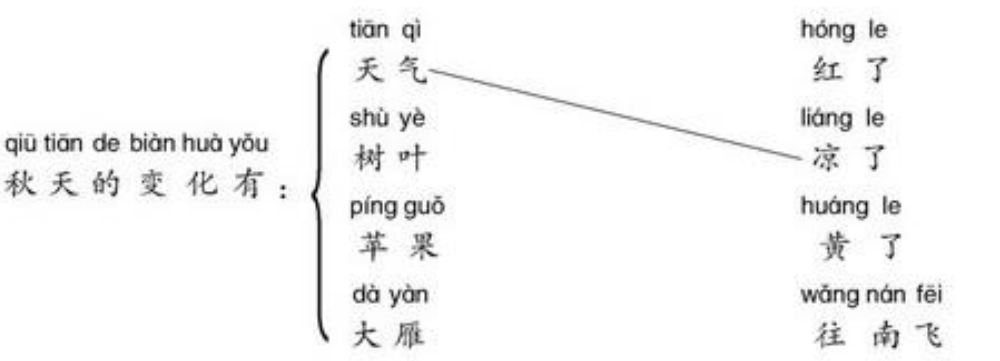 tiān qì
天气
shù yè
树叶
qiū tiān de biàn huà yǒu
秋天的变化有：
píng guǒ
苹果
dà yàn
大雁
hóng le
红了
liáng le
凉了
huáng le
黄了
wǎng nán fēi
往南飞